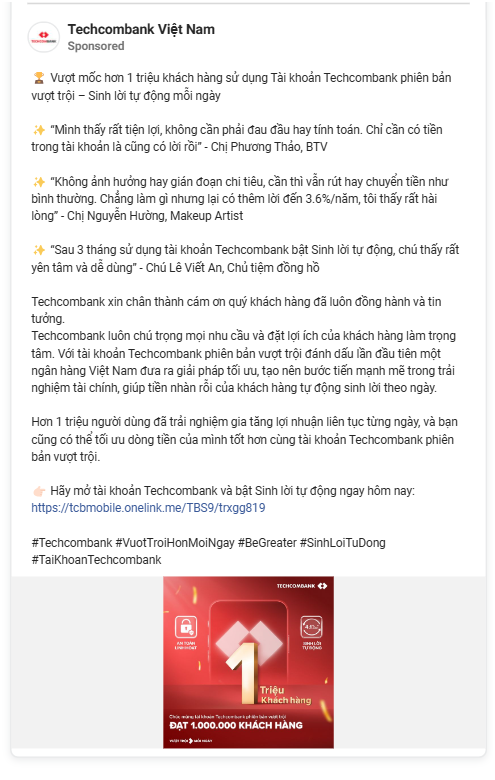 TECHCOMBANK
Techcombank Việt Nam
Sponsored
🏆 Vượt mốc hơn 1 triệu khách hàng sử dụng Tài khoản Techcombank phiên bản
vượt trội – Sinh lời tự động mỗi ngày
✨ “Mình thấy rất tiện lợi, không cần phải đau đầu hay tính toán. Chỉ cần có tiền
trong tài khoản là cũng có lời rồi” - Chị Phương Thảo, BTV
✨ “Không ảnh hưởng hay gián đoạn chi tiêu, cần thì vẫn rút hay chuyển tiền như
bình thường. Chẳng làm gì nhưng lại có thêm lời đến 3.6%/năm, tôi thấy rất hài
lòng” - Chị Nguyễn Hường, Makeup Artist
✨ “Sau 3 tháng sử dụng tài khoản Techcombank bật Sinh lời tự động, chú thấy rất
yên tâm và dễ dùng” - Chú Lê Viết An, Chủ tiệm đồng hồ
Techcombank xin chân thành cám ơn quý khách hàng đã luôn đồng hành và tin
tưởng.
Techcombank luôn chú trọng mọi nhu cầu và đặt lợi ích của khách hàng làm trọng
tâm. Với tài khoản Techcombank phiên bản vượt trội đánh dấu lần đầu tiên một
ngân hàng Việt Nam đưa ra giải pháp tối ưu, tạo nên bước tiến mạnh mẽ trong trải
nghiệm tài chính, giúp tiền nhàn rỗi của khách hàng tự động sinh lời theo ngày.
Hơn 1 triệu người dùng đã trải nghiệm gia tăng lợi nhuận liên tục từng ngày, và bạn
cũng có thể tối ưu dòng tiền của mình tốt hơn cùng tài khoản Techcombank phiên
bản vượt trội.
👉🏻 Hãy mở tài khoản Techcombank và bật Sinh lời tự động ngay hôm nay:
https://tcbmobile.onelink.me/TBS9/trxgg819
#Techcombank #VuotTroiHonMoiNgay #BeGreater #SinhLoiTuDong
#TaiKhoanTechcombank
TECHCOMBANK
AN TOÀN
LINH HOẠT
SINH LỜI
TỰ ĐỘNG
1
Triệu
Khách hàng
Chúc mừng tài khoản Techcombank phiên bản vượt trội
ĐẠT 1.000.000 KHÁCH HÀNG
VƯỢT TRỘI MỖI NGÀY